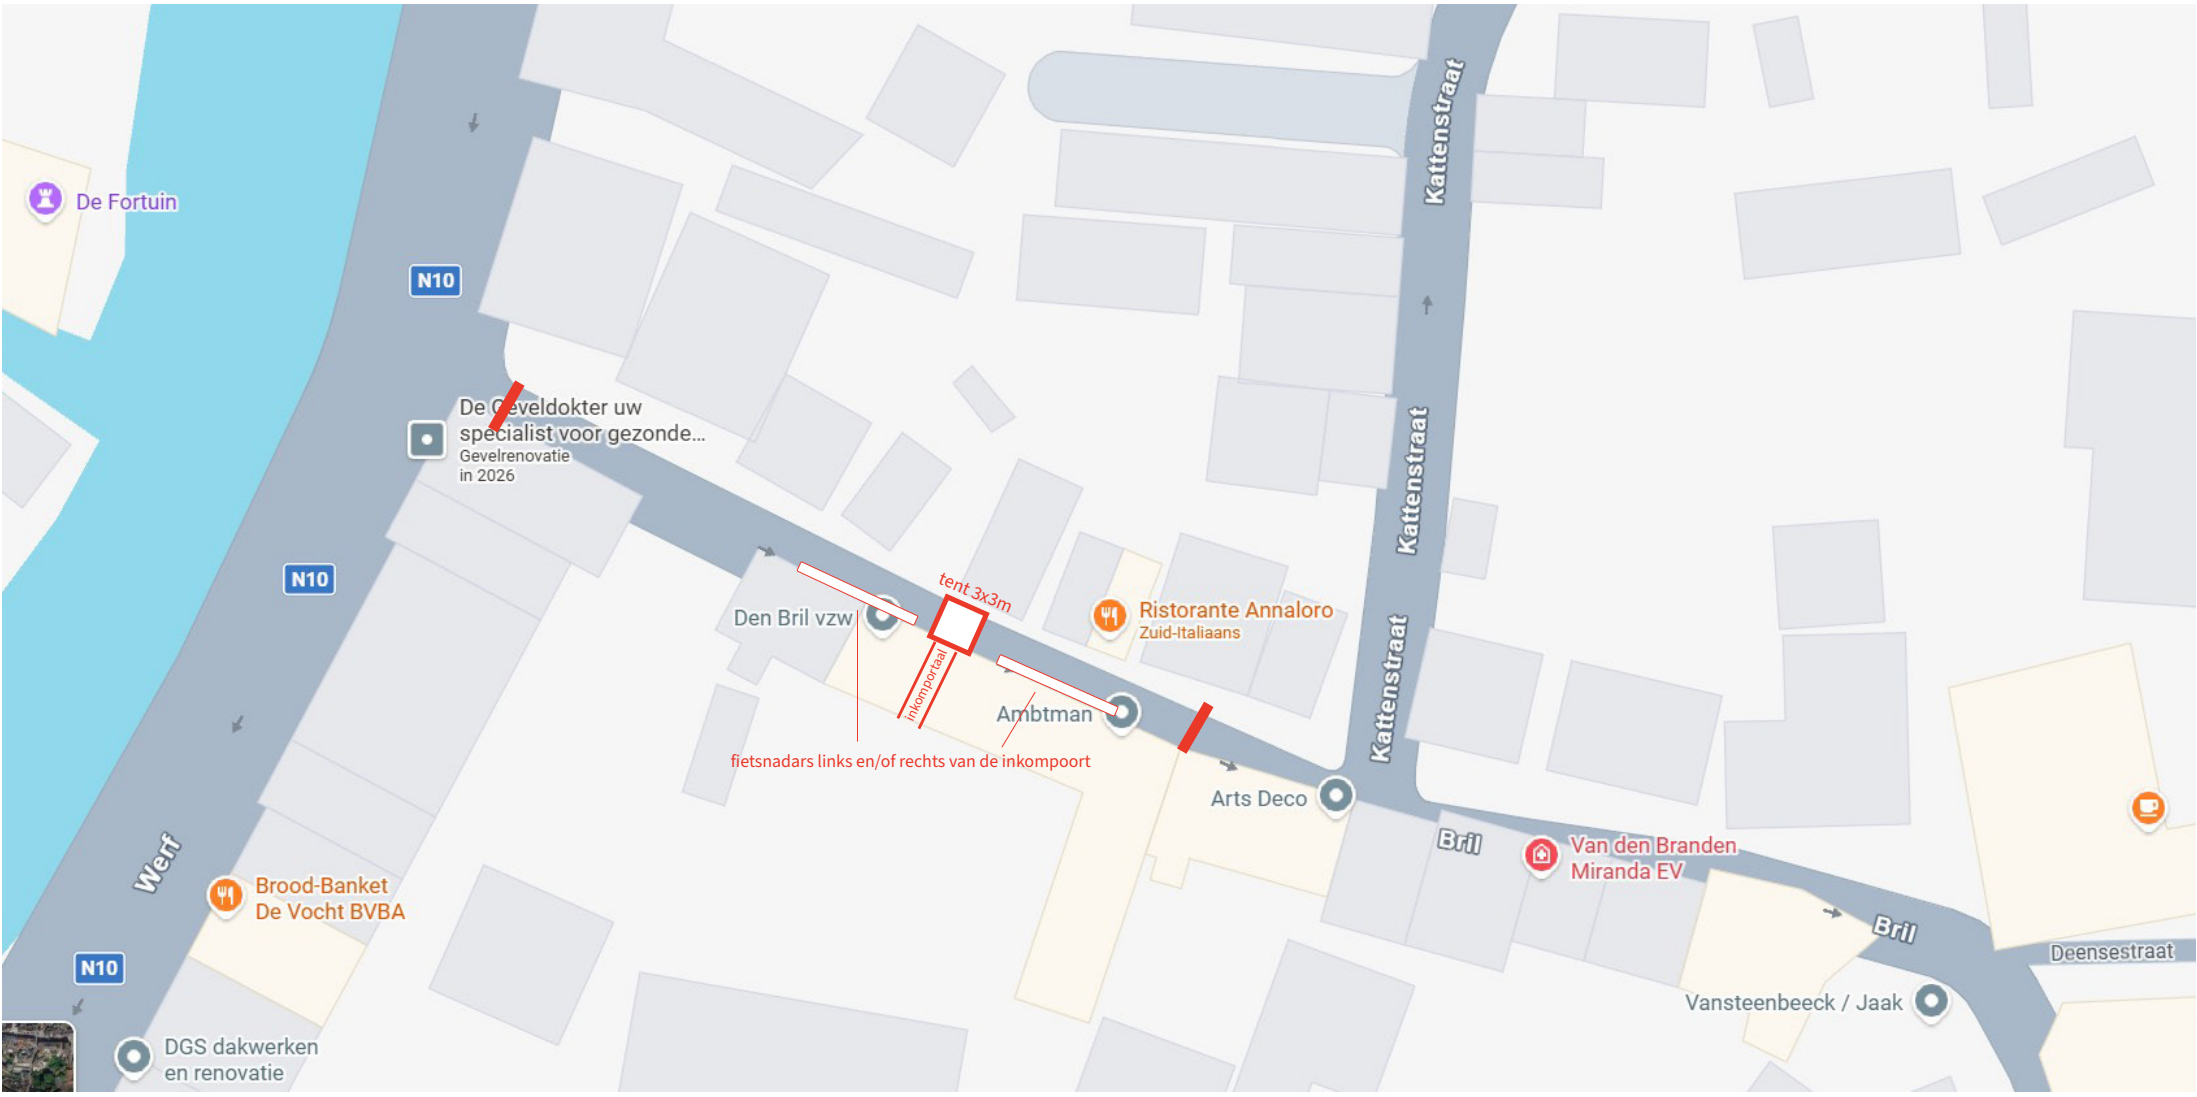 Kattenstraat
De Fortuin
N10
De Geveldokter uw
specialist voor gezonde...
Gevelrenovatie
in 2026
Kattenstraat
N10
tent 3x3m
Den Bril vzw
Ristorante Annaloro
Zuid-Italiaans
inkomportaal
Kattenstraat
Ambtman
fietsnadars links en/of rechts van de inkompoort
Arts Deco
Bril
Van den Branden
Miranda EV
Werf
Brood-Banket
De Vocht BVBA
Bril
Deensestraat
N10
Vansteenbeeck / Jaak
DGS dakwerken
en renovatie